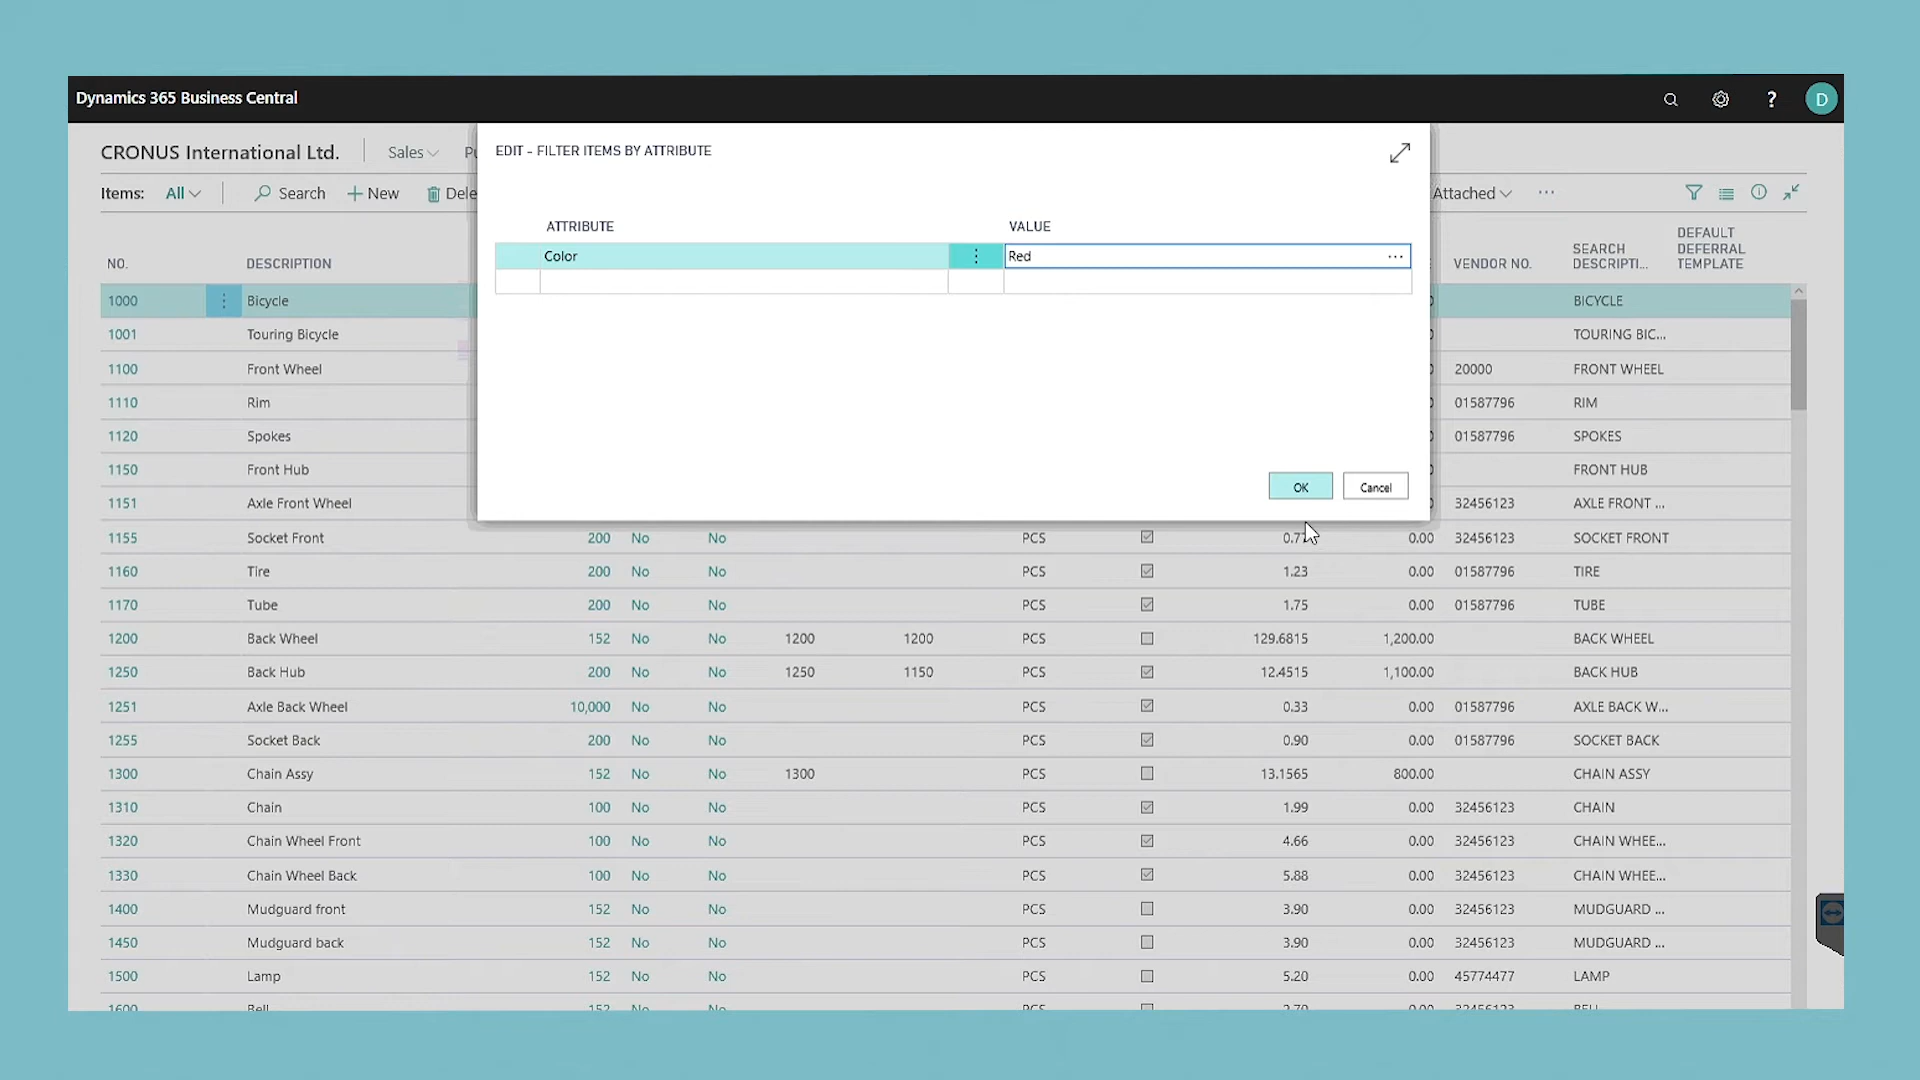 Dynamics 365 Business Central
?
D
CRONUS International Ltd.
Sales
EDIT - FILTER ITEMS BY ATTRIBUTE
Items:
All
Search
New
Attached
ATTRIBUTE
VALUE
Color
Red
OK
Cancel
NO.
DESCRIPTION
VENDOR NO.
SEARCH DESCRIPTI...
DEFAULT DEFERRAL TEMPLATE
1000 Bicycle BICYCLE
1001 Touring Bicycle TOURING BIC...
1100 Front Wheel 20000 FRONT WHEEL
1110 Rim 01587796 RIM
1120 Spokes 01587796 SPOKES
1150 Front Hub FRONT HUB
1151 Axle Front Wheel 32456123 AXLE FRONT ...
1155 Socket Front 200 No No PCS 0.00 32456123 SOCKET FRONT
1160 Tire 200 No No PCS 1.23 0.00 01587796 TIRE
1170 Tube 200 No No PCS 1.75 0.00 01587796 TUBE
1200 Back Wheel 152 No No 1200 1200 PCS 129.6815 1,200.00 BACK WHEEL
1250 Back Hub 200 No No 1250 1150 PCS 12.4515 1,100.00 BACK HUB
1251 Axle Back Wheel 10,000 No No PCS 0.33 0.00 01587796 AXLE BACK W...
1255 Socket Back 200 No No PCS 0.90 0.00 01587796 SOCKET BACK
1300 Chain Assy 152 No No 1300 PCS 13.1565 800.00 CHAIN ASSY
1310 Chain 100 No No PCS 1.99 0.00 32456123 CHAIN
1320 Chain Wheel Front 100 No No PCS 4.66 0.00 32456123 CHAIN WHEE...
1330 Chain Wheel Back 100 No No PCS 5.88 0.00 32456123 CHAIN WHEE...
1400 Mudguard front 152 No No PCS 3.90 0.00 32456123 MUDGUARD ...
1450 Mudguard back 152 No No PCS 3.90 0.00 32456123 MUDGUARD ...
1500 Lamp 152 No No PCS 5.20 0.00 45774477 LAMP